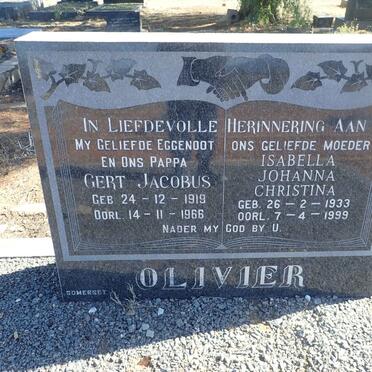 In Liefdevolle Herinnering Aan
My Geliefde Eggenoot
en Ons Pappa
Gert Jacobus
Geb. 24-12-1919
Oorl. 14-11-1966
ons geliefde moeder
Isabella
Johanna
Christina
Geb. 26-2-1933
Oorl. 7-4-1999
Nader my God by U.
OLIVIER
SOMERSET